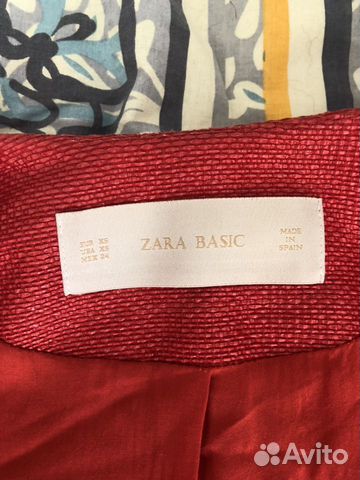 EUR XS
USA XS
MEX 24
ZARA BASIC
MADE
IN
SPAIN
Avito